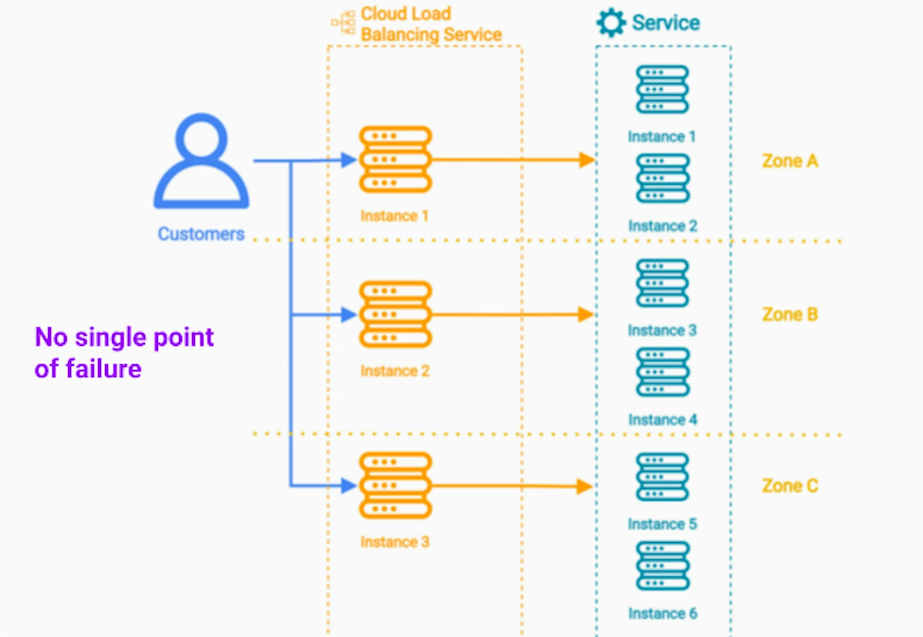 Cloud Load
Balancing Service
Service
Customers
No single point
of failure
Instance 1
Instance 2
Instance 3
Instance 1
Instance 2
Instance 3
Instance 4
Instance 5
Instance 6
Zone A
Zone B
Zone C